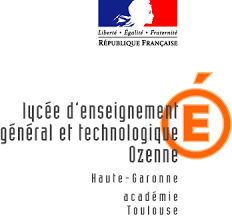 Liberté • Égalité • Fraternité
RÉPUBLIQUE FRANÇAISE
lycée d'enseignement
général et technologique
Ozenne
É
Haute-Garonne
académie
Toulouse